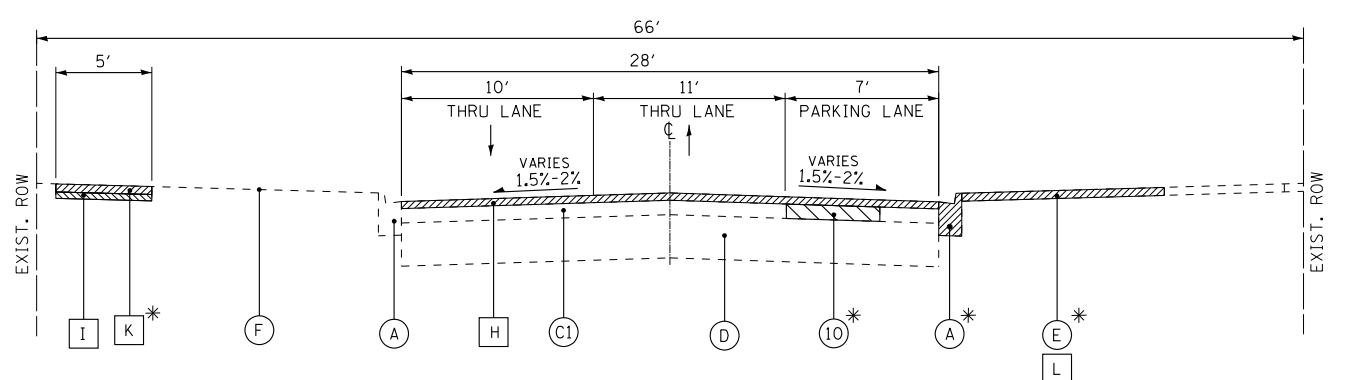 66'
5'
28'
10'
11'
7'
THRU LANE
THRU LANE
PARKING LANE
℄
VARIES
1.5%-2%
VARIES
1.5%-2%
EXIST. ROW
EXIST. ROW
I
K*
F
A
H
C1
D
10*
A*
E*
L